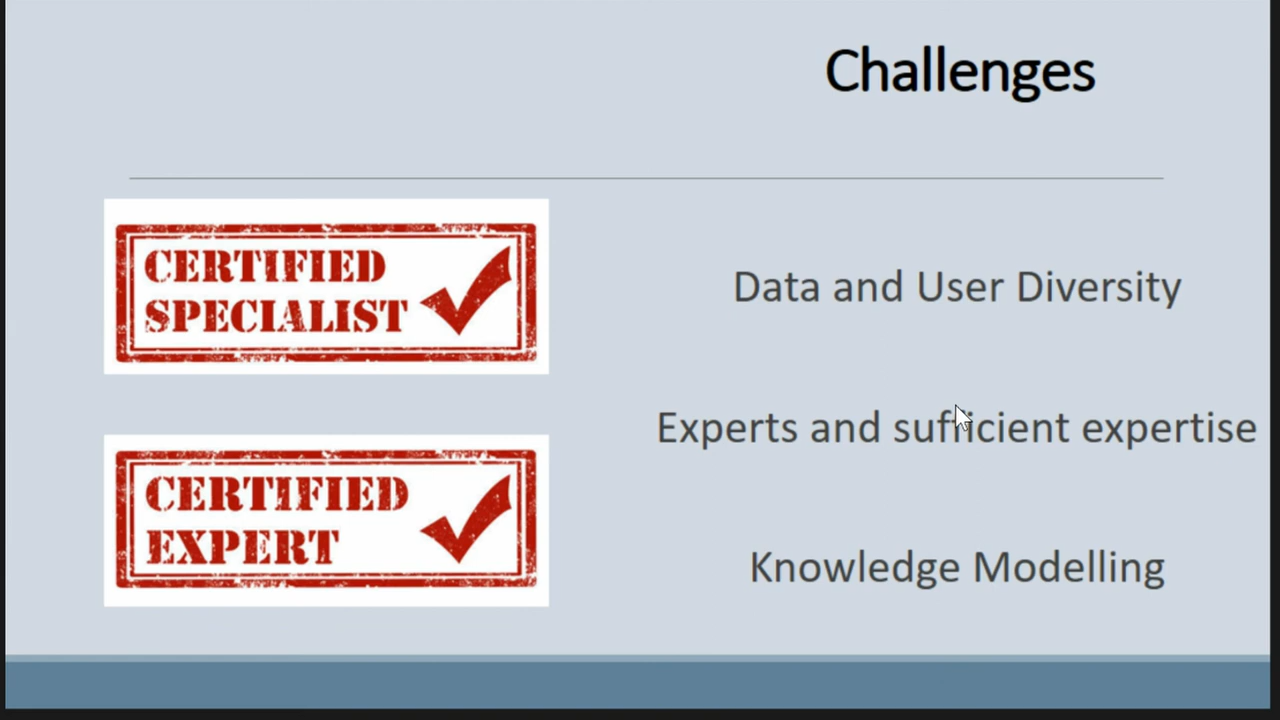 Challenges
CERTIFIED
SPECIALIST
Data and User Diversity
Experts and sufficient expertise
CERTIFIED
EXPERT
Knowledge Modelling